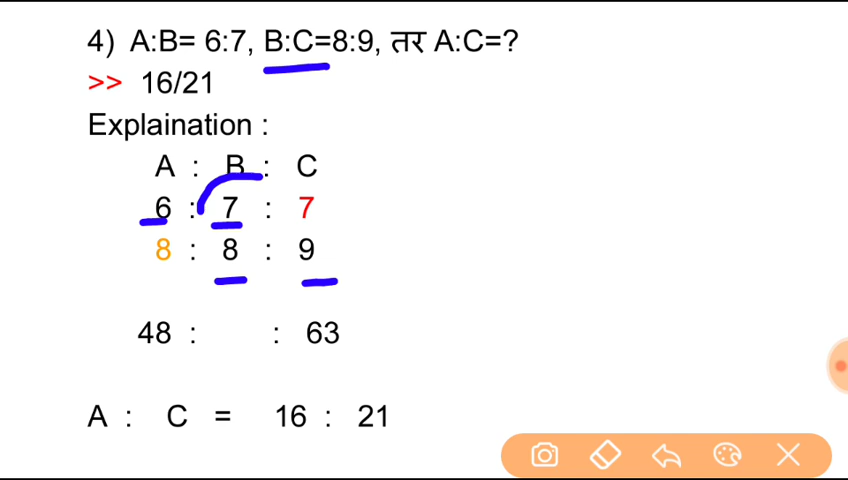 4) A:B= 6:7, B:C=8:9, तर A:C=?
>> 16/21
Explaination :
A : B : C
6 : 7 : 7
8 : 8 : 9
48 : : 63
A : C = 16 : 21